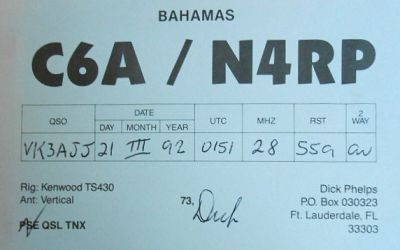 BAHAMAS
C6A / N4RP
QSO DATE UTC MHZ RST 2 WAY
DAY MONTH YEAR
VK3AJJ 21 III 92 0151 28 559 CW
Rig: Kenwood TS430
Ant: Vertical
PSE QSL TNX
73, Dick
Dick Phelps
P.O. Box 030323
Ft. Lauderdale, FL
33303